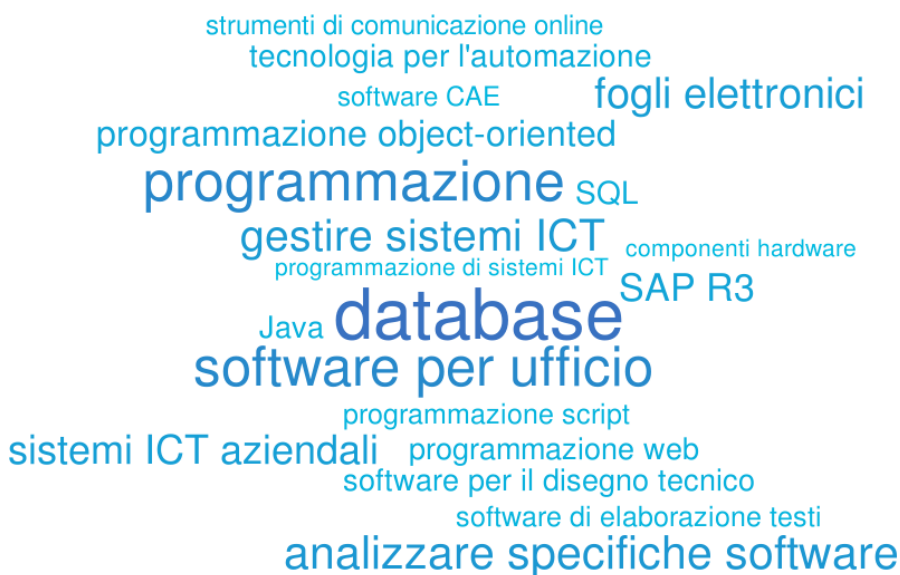 strumenti di comunicazione online
tecnologia per l'automazione
software CAE
fogli elettronici
programmazione object-oriented
programmazione
SQL
gestire sistemi ICT
componenti hardware
programmazione di sistemi ICT
SAP R3
Java
database
software per ufficio
programmazione script
sistemi ICT aziendali
programmazione web
software per il disegno tecnico
software di elaborazione testi
analizzare specifiche software